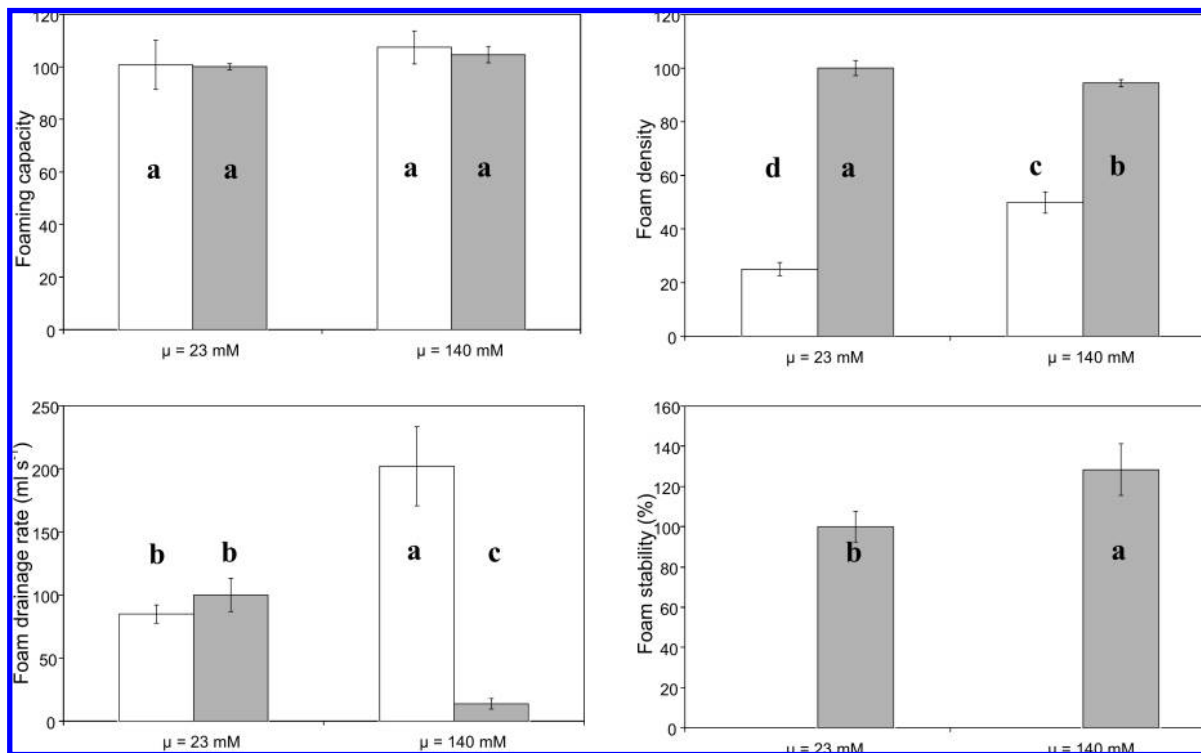 Foaming capacity
120
100
80
60
40
20
0
a
a
a
a
μ = 23 mM
μ = 140 mM
Foam density
120
100
80
60
40
20
0
d
a
c
b
μ = 23 mM
μ = 140 mM
Foam drainage rate (ml s⁻¹)
250
200
150
100
50
0
b
b
a
c
μ = 23 mM
μ = 140 mM
Foam stability (%)
160
140
120
100
80
60
40
20
0
b
a
μ = 23 mM
μ = 140 mM